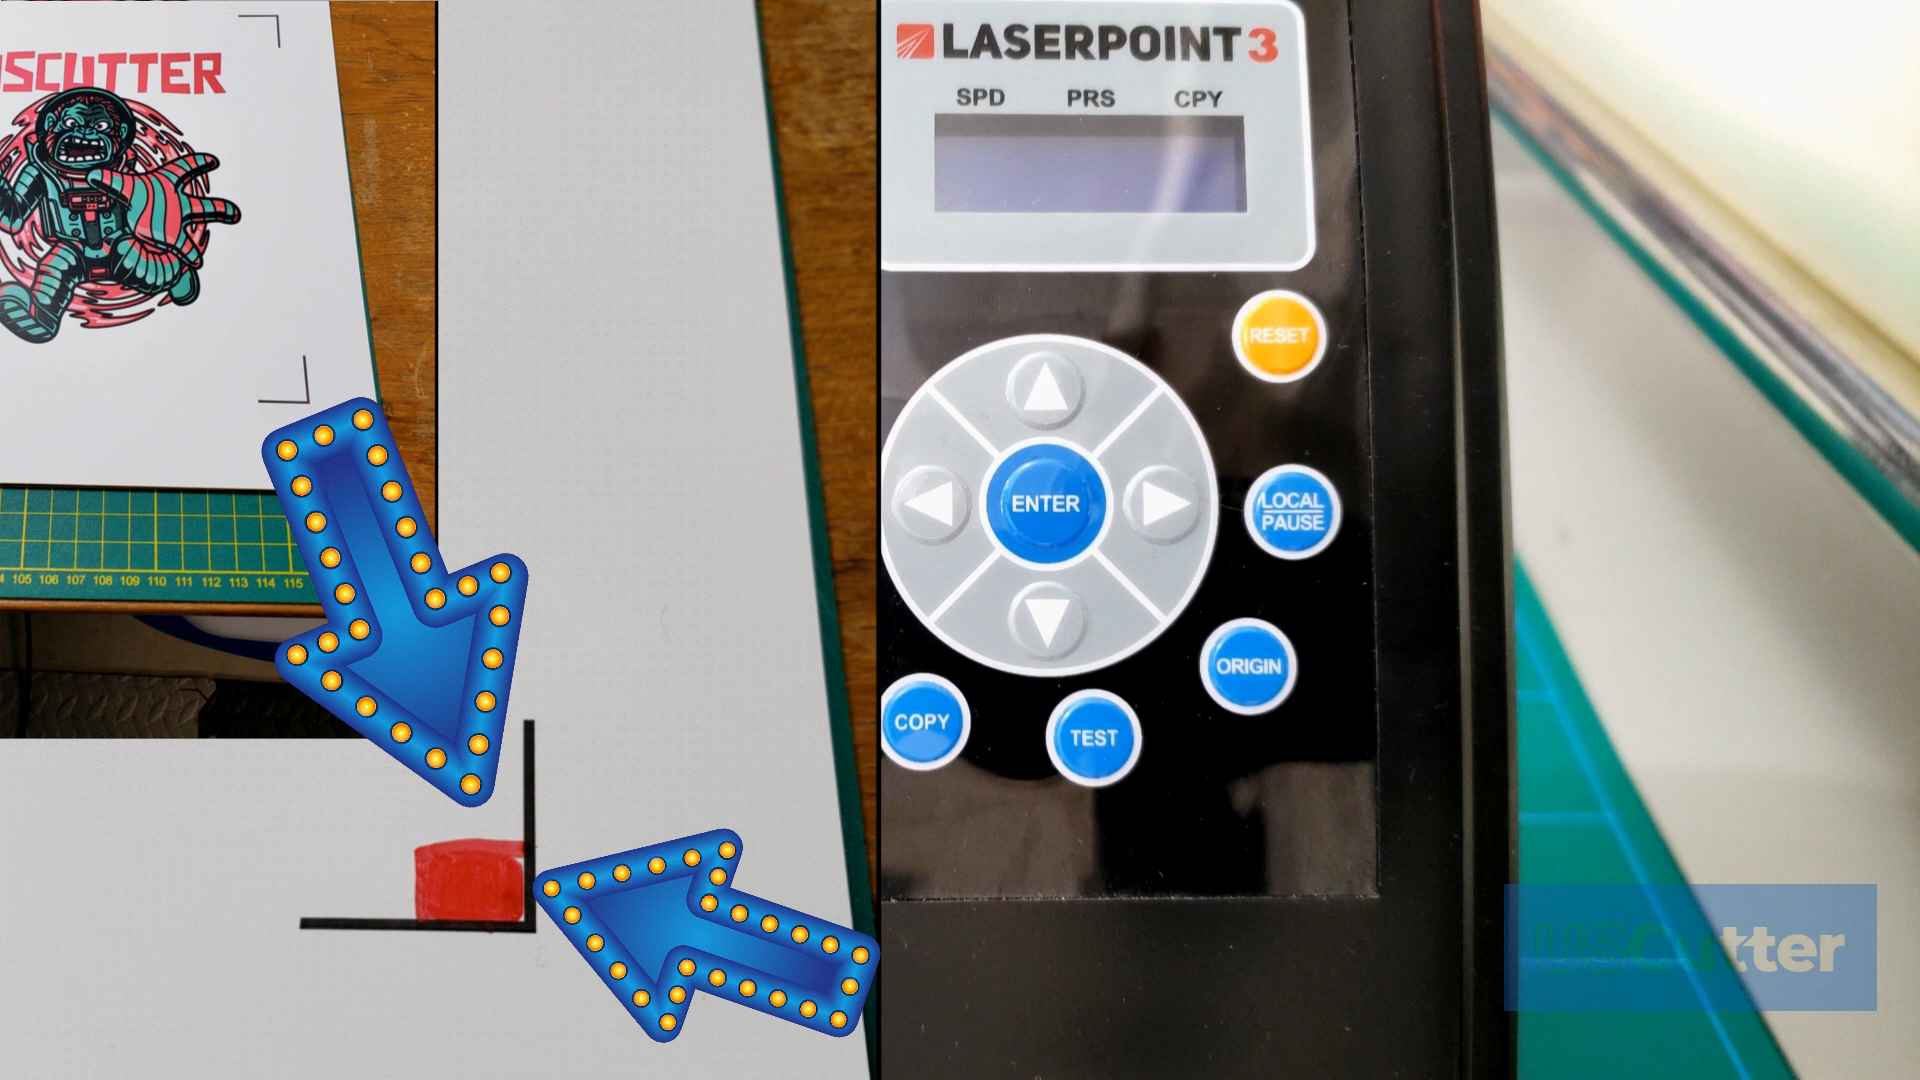 USCUTTER
105 106 107 108 109 110 111 112 113 114 115
LASERPOINT 3
SPD PRS CPY
RESET
ENTER
LOCAL
PAUSE
ORIGIN
COPY
TEST
USCutter